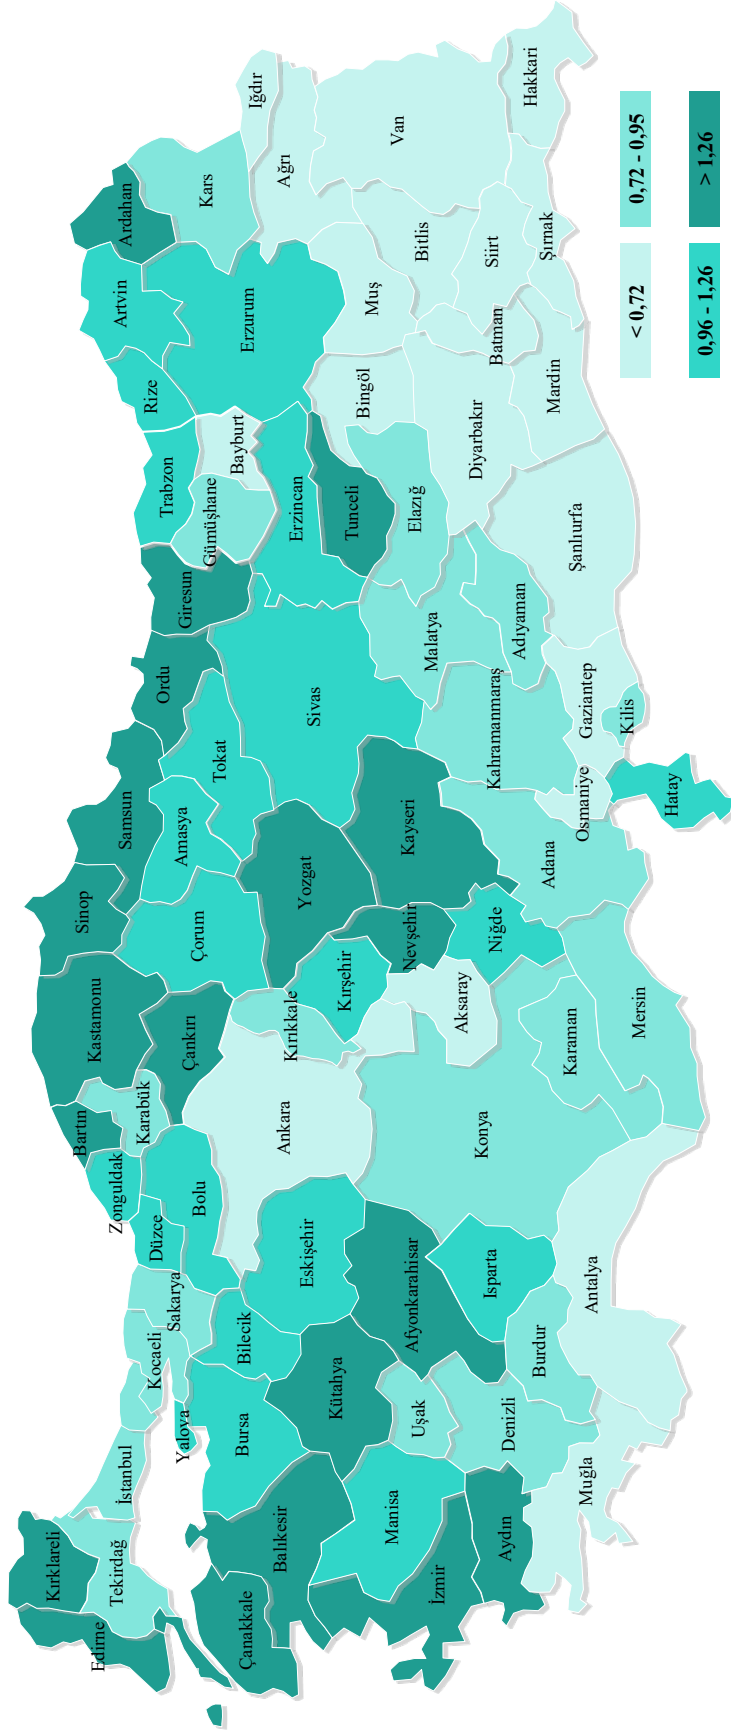 Kırklareli
Edirne
Tekirdağ
İstanbul
Zonguldak
Bartın
Kastamonu
Sinop
Samsun
Ordu
Giresun
Trabzon
Rize
Artvin
Ardahan
Kars
Iğdır
Ağrı
Çanakkale
Yalova
Kocaeli
Sakarya
Düzce
Bolu
Karabük
Çankırı
Çorum
Amasya
Tokat
Gümüşhane
Bayburt
Erzurum
Balıkesir
Bursa
Bilecik
Eskişehir
Ankara
Kırıkkale
Yozgat
Sivas
Erzincan
Tunceli
Bingöl
Muş
Bitlis
Van
Kütahya
Kırşehir
Manisa
Uşak
Afyonkarahisar
Nevşehir
Kayseri
Malatya
Elazığ
Diyarbakır
Batman
Siirt
Şırnak
Hakkari
İzmir
Aydın
Denizli
Isparta
Konya
Aksaray
Niğde
Kahramanmaraş
Adıyaman
Mardin
Burdur
Karaman
Adana
Osmaniye
Gaziantep
Şanlıurfa
Muğla
Antalya
Mersin
Hatay
Kilis
< 0,72
0,72 - 0,95
0,96 - 1,26
> 1,26